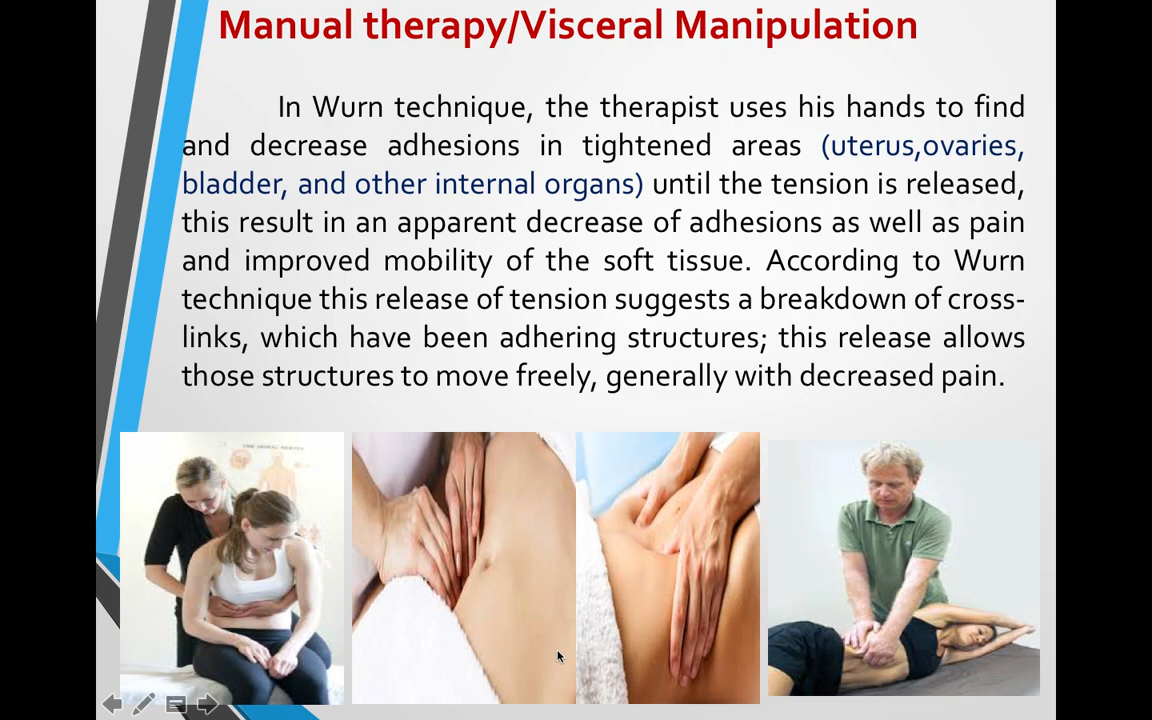 Manual therapy/Visceral Manipulation
In Wurn technique, the therapist uses his hands to find
and decrease adhesions in tightened areas (uterus,ovaries,
bladder, and other internal organs) until the tension is released,
this result in an apparent decrease of adhesions as well as pain
and improved mobility of the soft tissue. According to Wurn
technique this release of tension suggests a breakdown of cross-
links, which have been adhering structures; this release allows
those structures to move freely, generally with decreased pain.